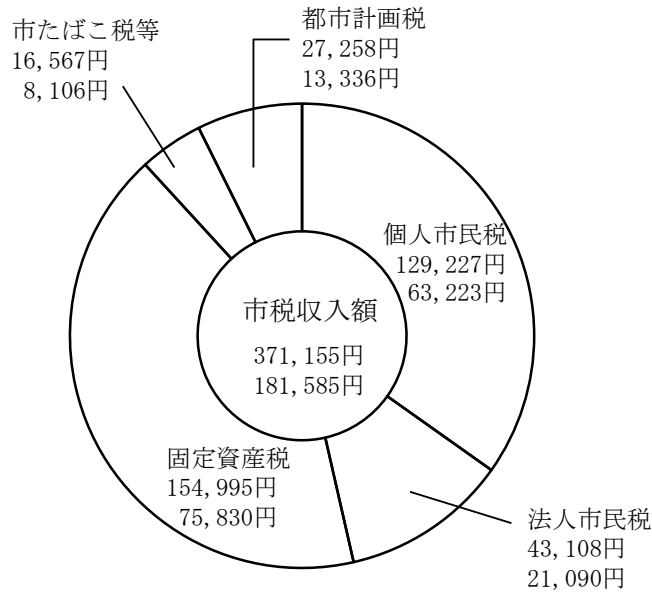 市たばこ税等
16,567円
8,106円
都市計画税
27,258円
13,336円
個人市民税
129,227円
63,223円
市税収入額
371,155円
181,585円
固定資産税
154,995円
75,830円
法人市民税
43,108円
21,090円